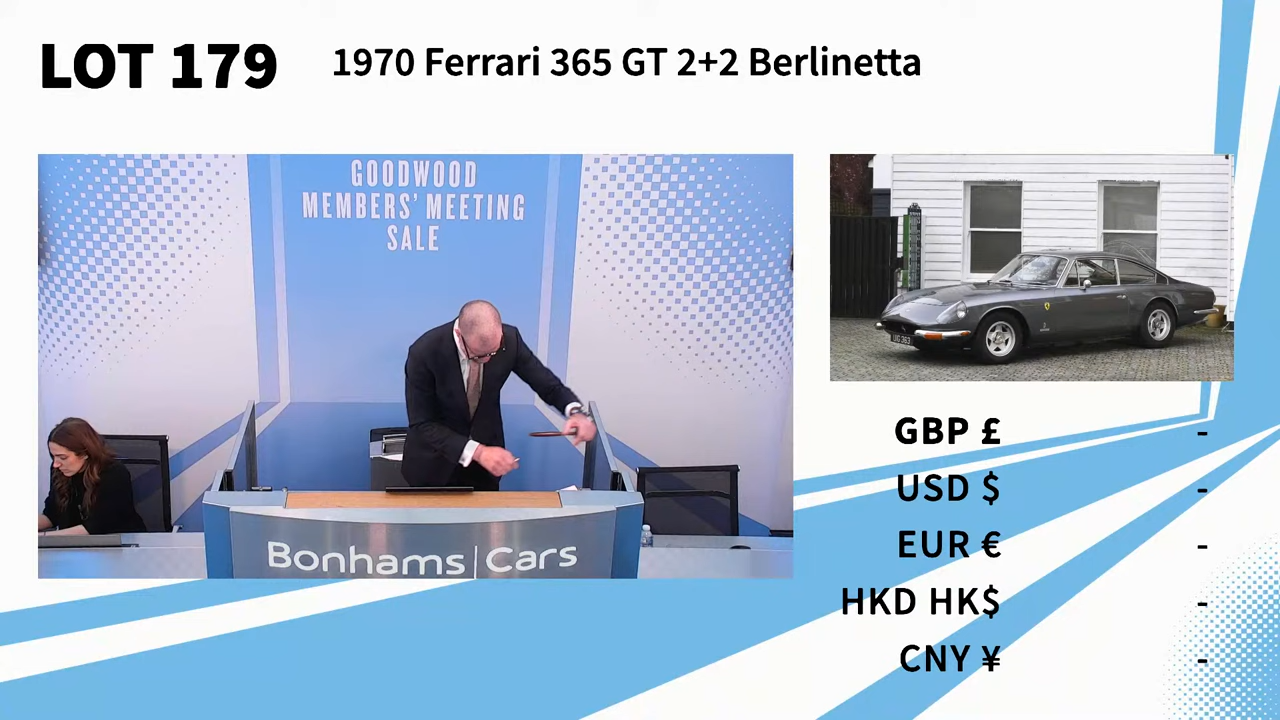 LOT 179
1970 Ferrari 365 GT 2+2 Berlinetta
GOODWOOD
MEMBERS' MEETING
SALE
Bonhams|Cars
GBP £ -
USD $ -
EUR € -
HKD HK$ -
CNY ¥ -